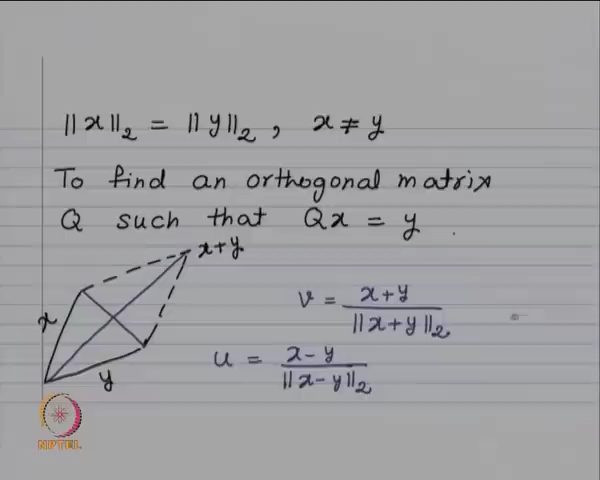 ||x||₂ = ||y||₂, x ≠ y
To find an orthogonal matrix
Q such that Qx = y.
x+y
x
y
v = x+y / ||x+y||₂
u = x-y / ||x-y||₂
NPTEL